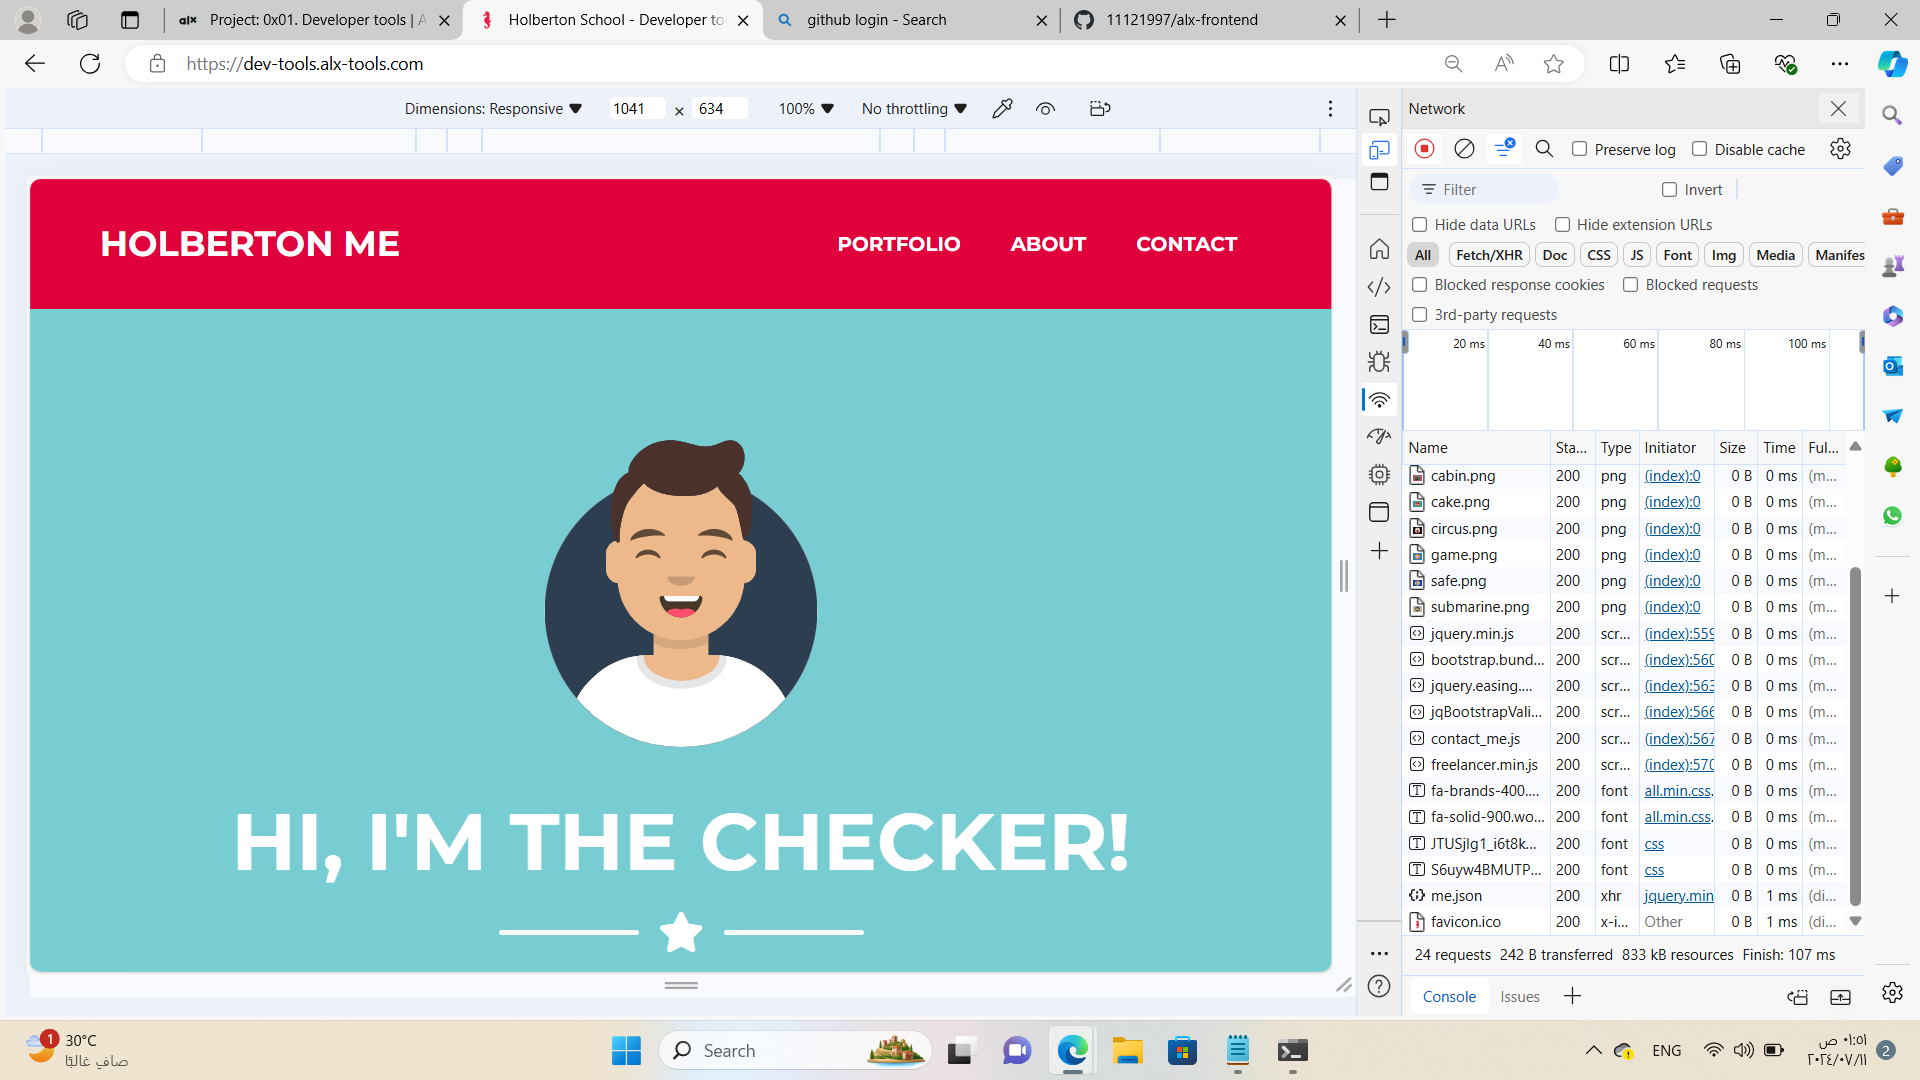 Project: 0x01. Developer tools | A
Holberton School - Developer to
github login - Search
11121997/alx-frontend
https://dev-tools.alx-tools.com
Dimensions: Responsive
1041 × 634
100%
No throttling
Network
Preserve log
Disable cache
Filter
Invert
Hide data URLs
Hide extension URLs
All Fetch/XHR Doc CSS JS Font Img Media Manifes
Blocked response cookies
Blocked requests
3rd-party requests
20 ms 40 ms 60 ms 80 ms 100 ms
Name Sta... Type Initiator Size Time Ful...
cabin.png 200 png (index):0 0 B 0 ms (m...
cake.png 200 png (index):0 0 B 0 ms (m...
circus.png 200 png (index):0 0 B 0 ms (m...
game.png 200 png (index):0 0 B 0 ms (m...
safe.png 200 png (index):0 0 B 0 ms (m...
submarine.png 200 png (index):0 0 B 0 ms (m...
jquery.min.js 200 scr... (index):559 0 B 0 ms (m...
bootstrap.bund... 200 scr... (index):560 0 B 0 ms (m...
jquery.easing.... 200 scr... (index):563 0 B 0 ms (m...
jqBootstrapVali... 200 scr... (index):566 0 B 0 ms (m...
contact_me.js 200 scr... (index):567 0 B 0 ms (m...
freelancer.min.js 200 scr... (index):570 0 B 0 ms (m...
fa-brands-400.... 200 font all.min.css. 0 B 0 ms (m...
fa-solid-900.wo... 200 font all.min.css. 0 B 0 ms (m...
JTUSjIg1_i6t8k... 200 font css 0 B 0 ms (m...
S6uyw4BMUTP... 200 font css 0 B 0 ms (m...
me.json 200 xhr jquery.min 0 B 1 ms (di...
favicon.ico 200 x-i... Other 0 B 1 ms (di...
24 requests 242 B transferred 833 kB resources Finish: 107 ms
Console Issues
HOLBERTON ME
PORTFOLIO ABOUT CONTACT
HI, I'M THE CHECKER!
1
30°C
صافٍ غالبًا
Search
ENG
٠١:٥١ ص
٢٠٢٤/٠٧/١١
2
alx